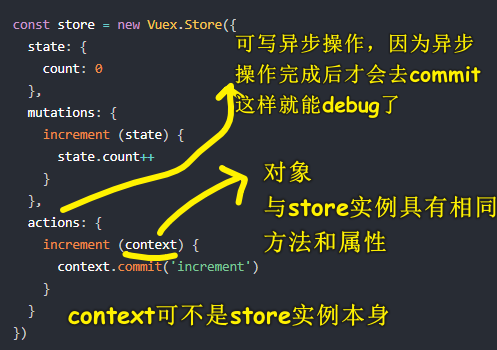 const store = new Vuex.Store({
state: {
count: 0
},
mutations: {
increment (state) {
state.count++
}
},
actions: {
increment (context) {
context.commit('increment')
}
}
})
可写异步操作，因为异步
操作完成后才会去commit
这样就能debug了
对象
与store实例具有相同
方法和属性
context可不是store实例本身